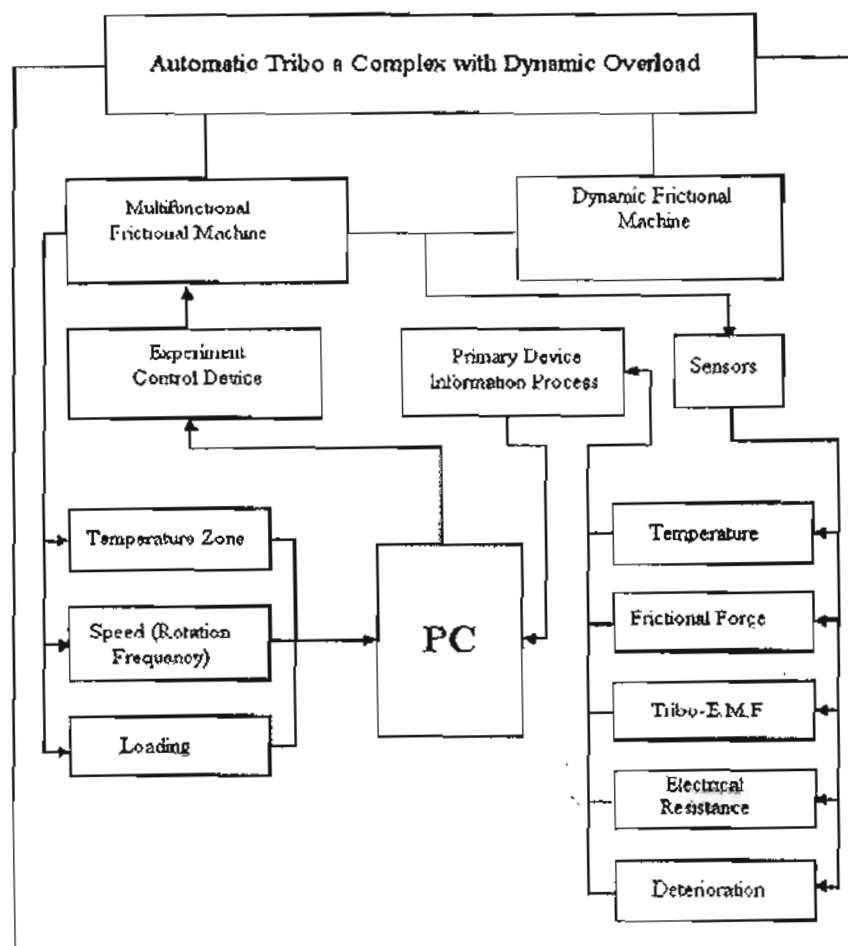 Automatic Tribo a Complex with Dynamic Overload
Multifunctional
Frictional Machine
Dynamic Frictional
Machine
Experiment
Control Device
Primary Device
Information Process
Sensors
Temperature Zone
Temperature
Speed (Rotation
Frequency)
PC
Frictional Force
Loading
Tribo-E.M.F
Electrical
Resistance
Deterioration